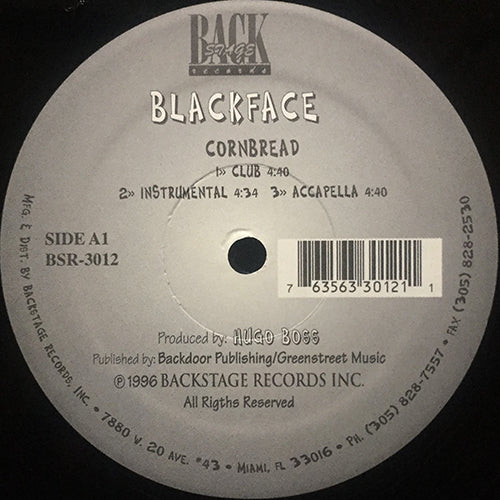 BACK
STAGE
records
BLACKFACE
CORNBREAD
1» CLUB 4:40
2» INSTRUMENTAL 4:34 3» ACCAPELLA 4:40
SIDE A1
BSR-3012
7 63563 30121 1
Produced by: HUGO BOSS
Published by: Backdoor Publishing/Greenstreet Music
℗ 1996 BACKSTAGE RECORDS INC.
All Rigths Reserved
MFG. & DIST. BY BACKSTAGE RECORDS, INC. • 7880 W. 20 AVE. #43 • MIAMI, FL 33016 • PH. (305) 828-7557 • FAX (305) 828-2530